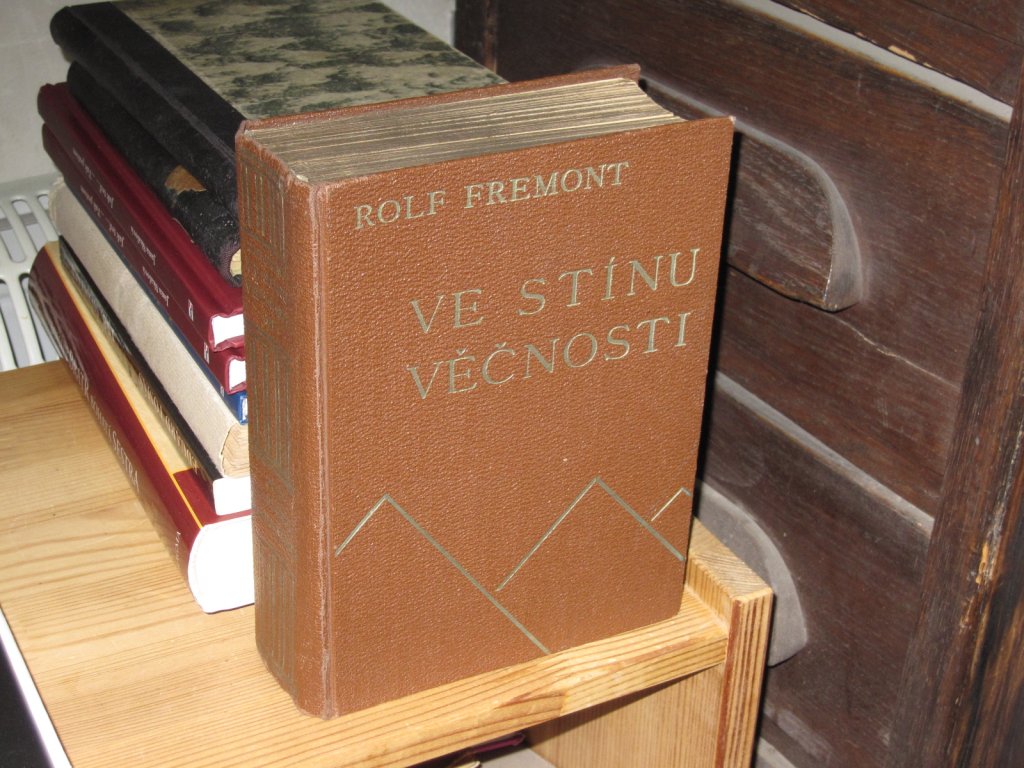 ROLF FREMONT
VE STÍNU
VĚČNOSTI